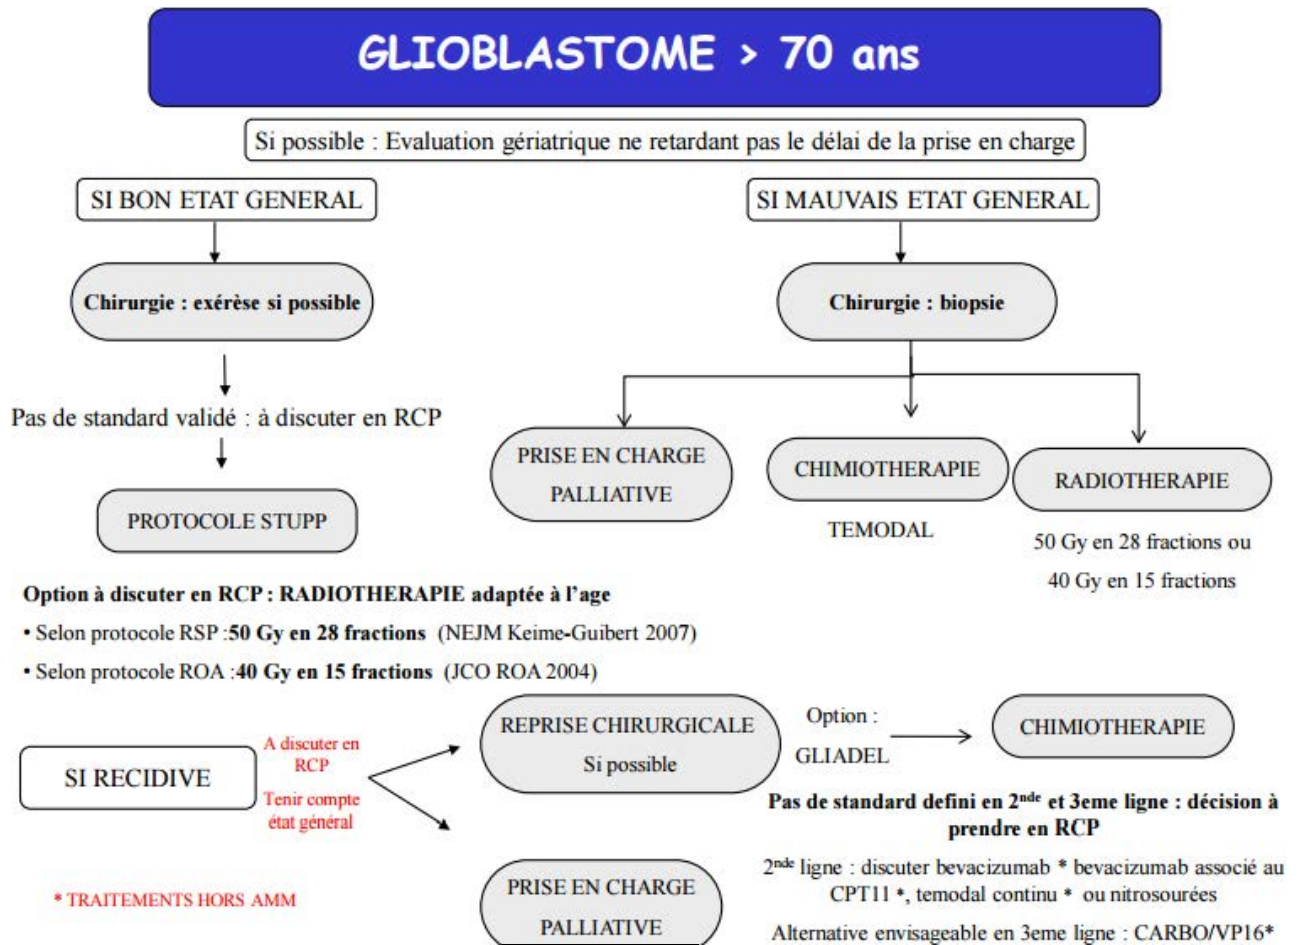 GLIOBLASTOME > 70 ans
Si possible : Evaluation gériatrique ne retardant pas le délai de la prise en charge
SI BON ETAT GENERAL
SI MAUVAIS ETAT GENERAL
Chirurgie : exérèse si possible
Chirurgie : biopsie
Pas de standard validé : à discuter en RCP
PROTOCOLE STUPP
PRISE EN CHARGE
PALLIATIVE
CHIMIOTHERAPIE
TEMODAL
RADIOTHERAPIE
50 Gy en 28 fractions ou
40 Gy en 15 fractions
Option à discuter en RCP : RADIOTHERAPIE adaptée à l’age
• Selon protocole RSP :50 Gy en 28 fractions (NEJM Keime-Guibert 2007)
• Selon protocole ROA :40 Gy en 15 fractions (JCO ROA 2004)
SI RECIDIVE
A discuter en
RCP
Tenir compte
état général
REPRISE CHIRURGICALE
Si possible
Option :
GLIADEL
CHIMIOTHERAPIE
Pas de standard defini en 2nde et 3eme ligne : décision à
prendre en RCP
2nde ligne : discuter bevacizumab * bevacizumab associé au
CPT11 *, temodal continu * ou nitrosourées
Alternative envisageable en 3eme ligne : CARBO/VP16*
PRISE EN CHARGE
PALLIATIVE
* TRAITEMENTS HORS AMM